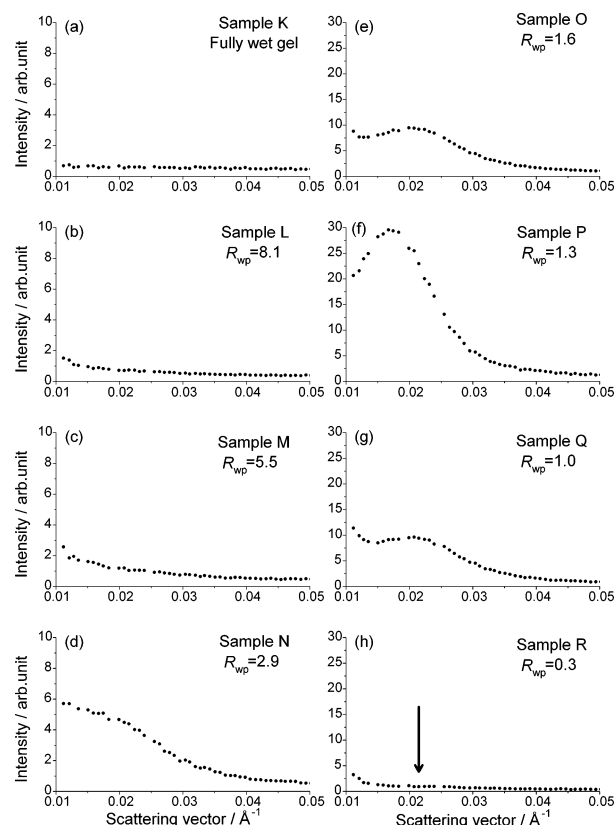 (a)
Sample K
Fully wet gel
Intensity / arb.unit
10
8
6
4
2
0
0.01 0.02 0.03 0.04 0.05
(b)
Sample L
Rwp=8.1
Intensity / arb.unit
10
8
6
4
2
0
0.01 0.02 0.03 0.04 0.05
(c)
Sample M
Rwp=5.5
Intensity / arb.unit
10
8
6
4
2
0
0.01 0.02 0.03 0.04 0.05
(d)
Sample N
Rwp=2.9
Intensity / arb.unit
10
8
6
4
2
0
0.01 0.02 0.03 0.04 0.05
Scattering vector / Å-1
(e)
Sample O
Rwp=1.6
30
25
20
15
10
5
0
0.01 0.02 0.03 0.04 0.05
(f)
Sample P
Rwp=1.3
30
25
20
15
10
5
0
0.01 0.02 0.03 0.04 0.05
(g)
Sample Q
Rwp=1.0
30
25
20
15
10
5
0
0.01 0.02 0.03 0.04 0.05
(h)
Sample R
Rwp=0.3
30
25
20
15
10
5
0
0.01 0.02 0.03 0.04 0.05
Scattering vector / Å-1